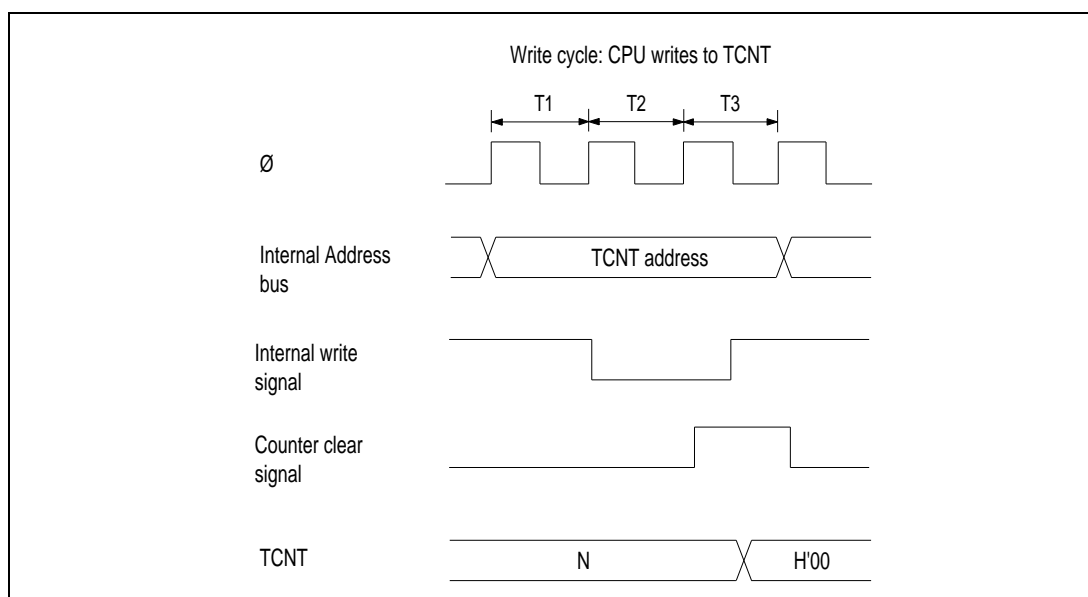 Write cycle: CPU writes to TCNT
T1 T2 T3
Ø
Internal Address
bus
TCNT address
Internal write
signal
Counter clear
signal
TCNT
N
H'00